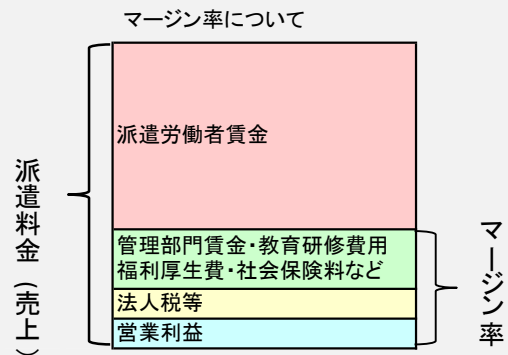 マージン率について
派遣料金（売上）
派遣労働者賃金
管理部門賃金・教育研修費用
福利厚生費・社会保険料など
法人税等
営業利益
マージン率